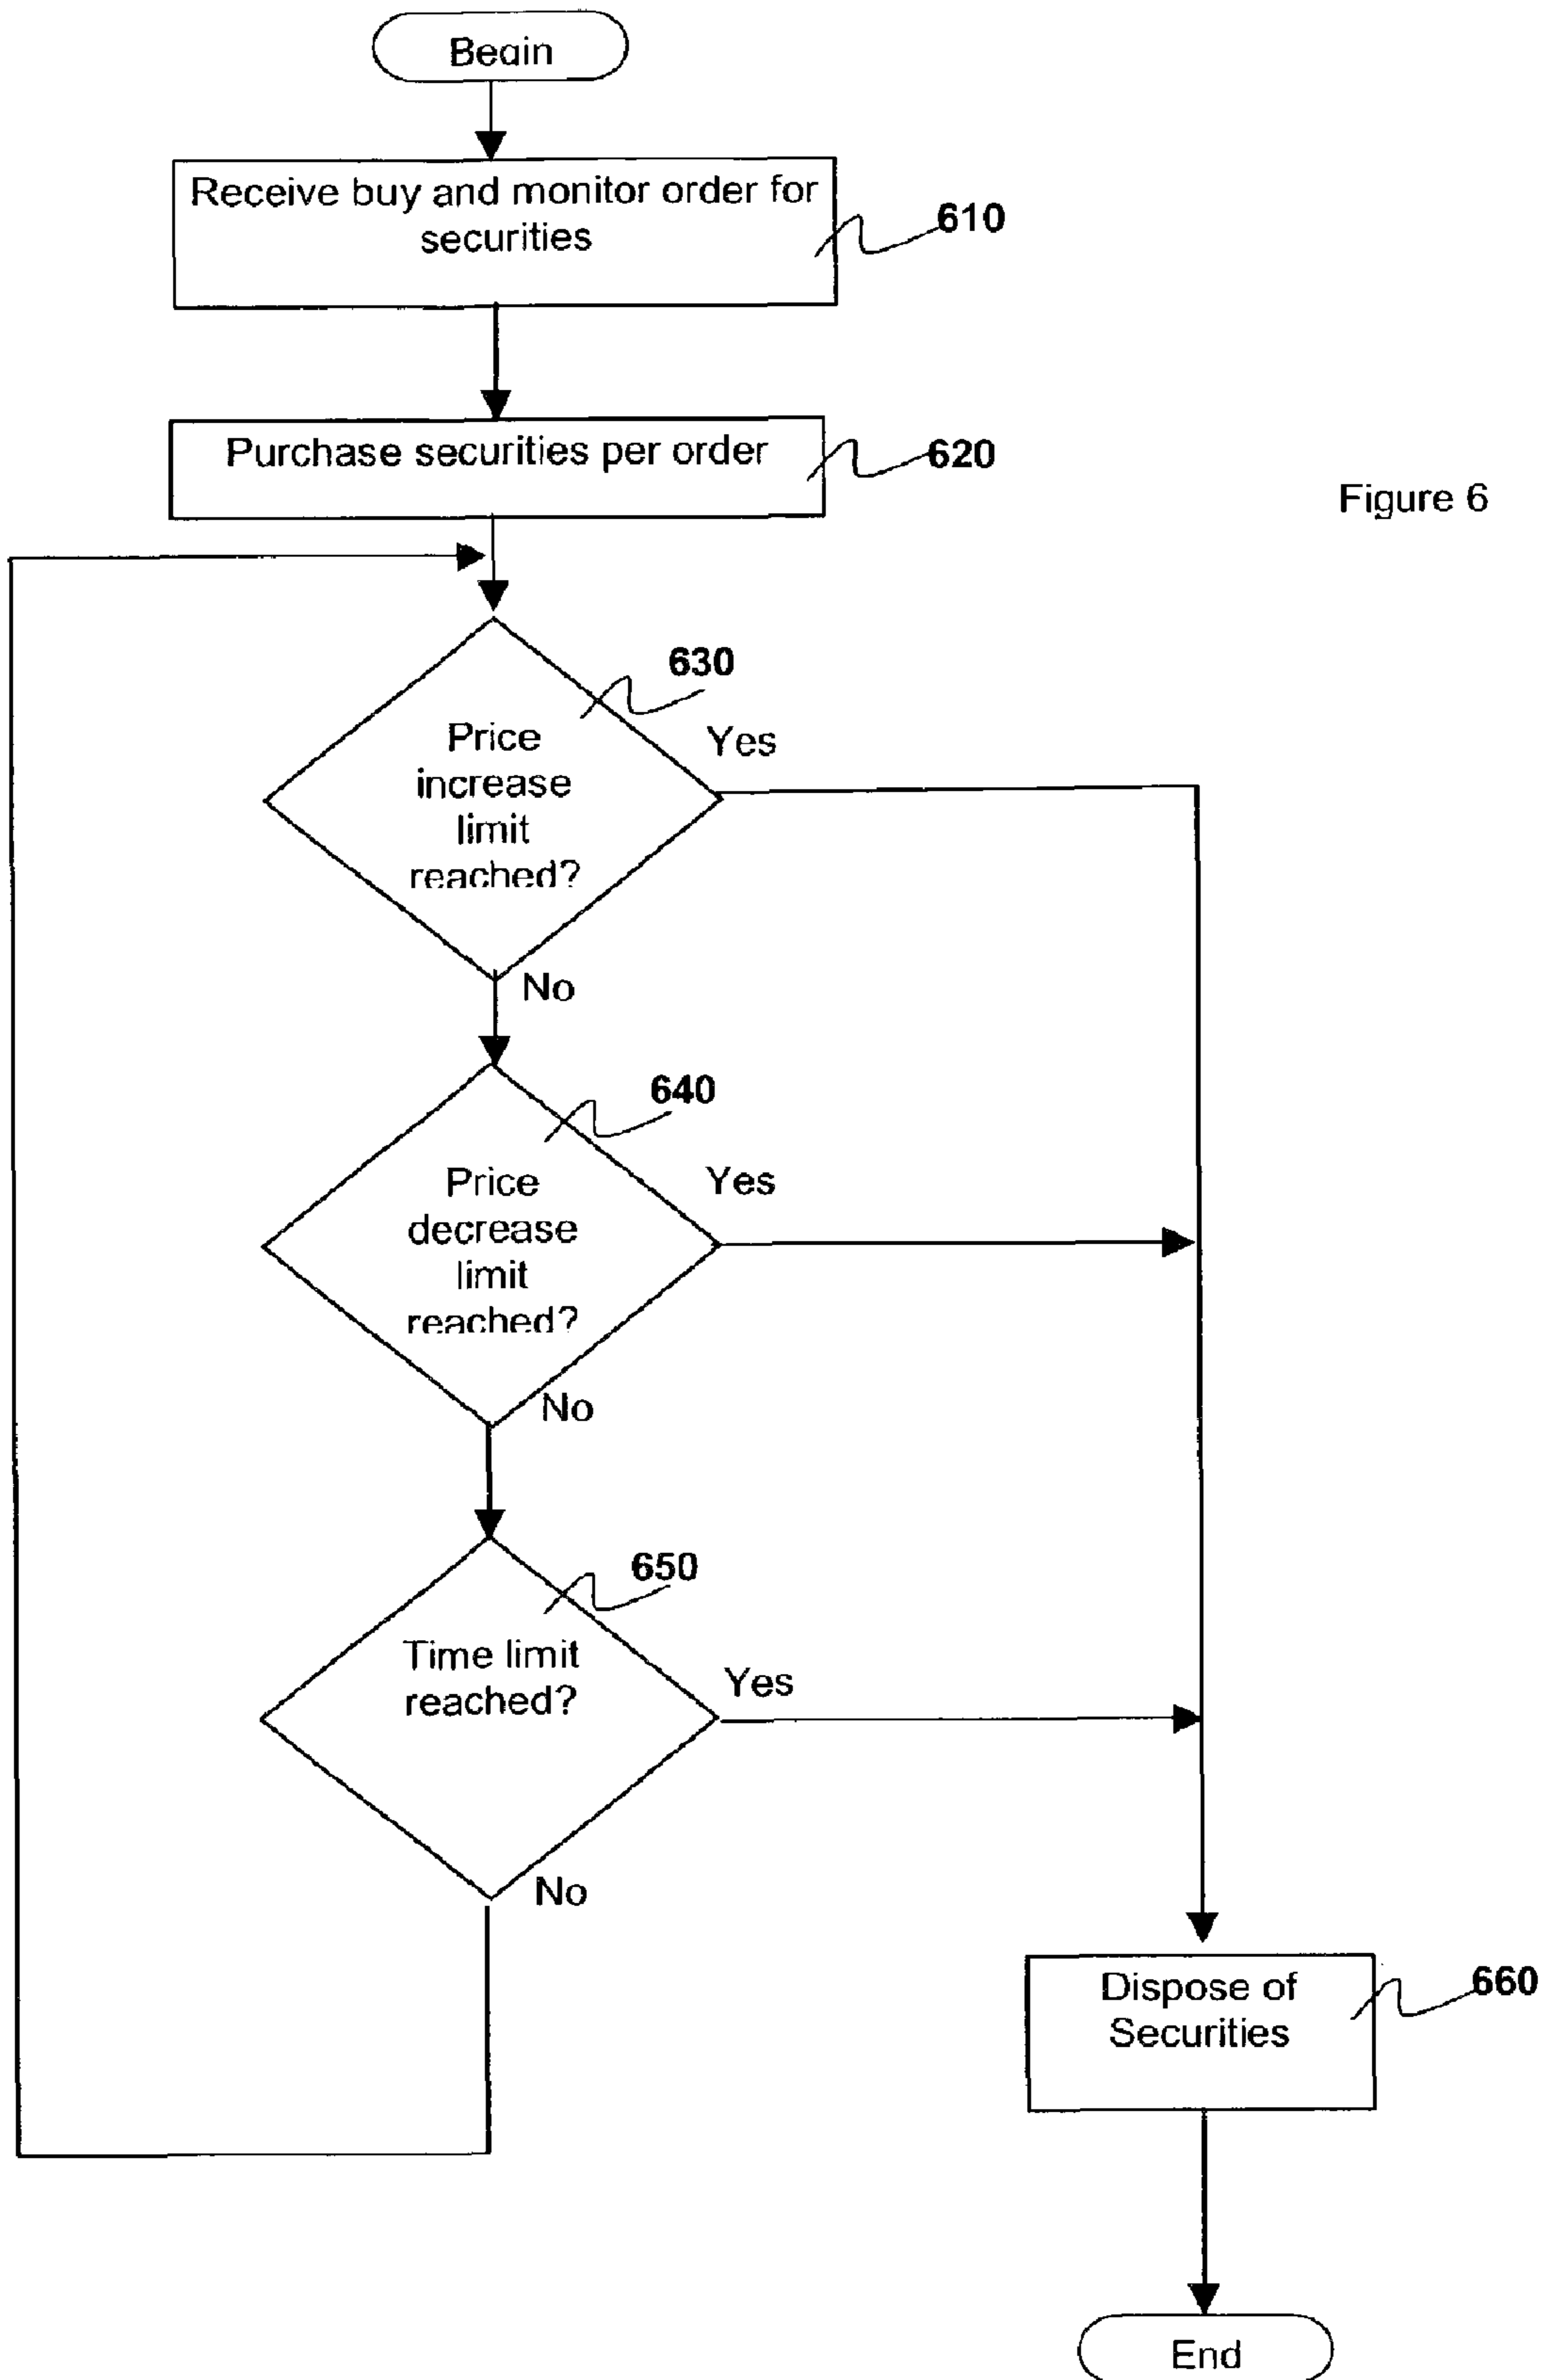 Begin
Receive buy and monitor order for
securities
610
Purchase securities per order
620
Figure 6
630
Price
increase
limit
reached?
Yes
No
640
Price
decrease
limit
reached?
Yes
No
650
Time limit
reached?
Yes
No
Dispose of
Securities
660
End